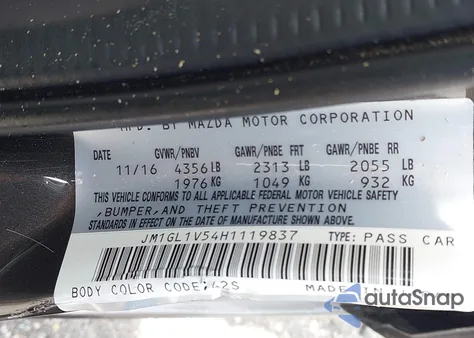 MFD. BY MAZDA MOTOR CORPORATION
DATE GVWR/PNBV GAWR/PNBE FRT GAWR/PNBE RR
11/16 4356 LB 2313 LB 2055 LB
1976 KG 1049 KG 932 KG
THIS VEHICLE CONFORMS TO ALL APPLICABLE FEDERAL MOTOR VEHICLE SAFETY
, BUMPER, AND THEFT PREVENTION
STANDARDS IN EFFECT ON THE DATE OF MANUFACTURE SHOWN ABOVE.
JM1GL1V54H1119837 TYPE: PASS CAR
BODY COLOR CODE: 42S MADE IN
autaSnap